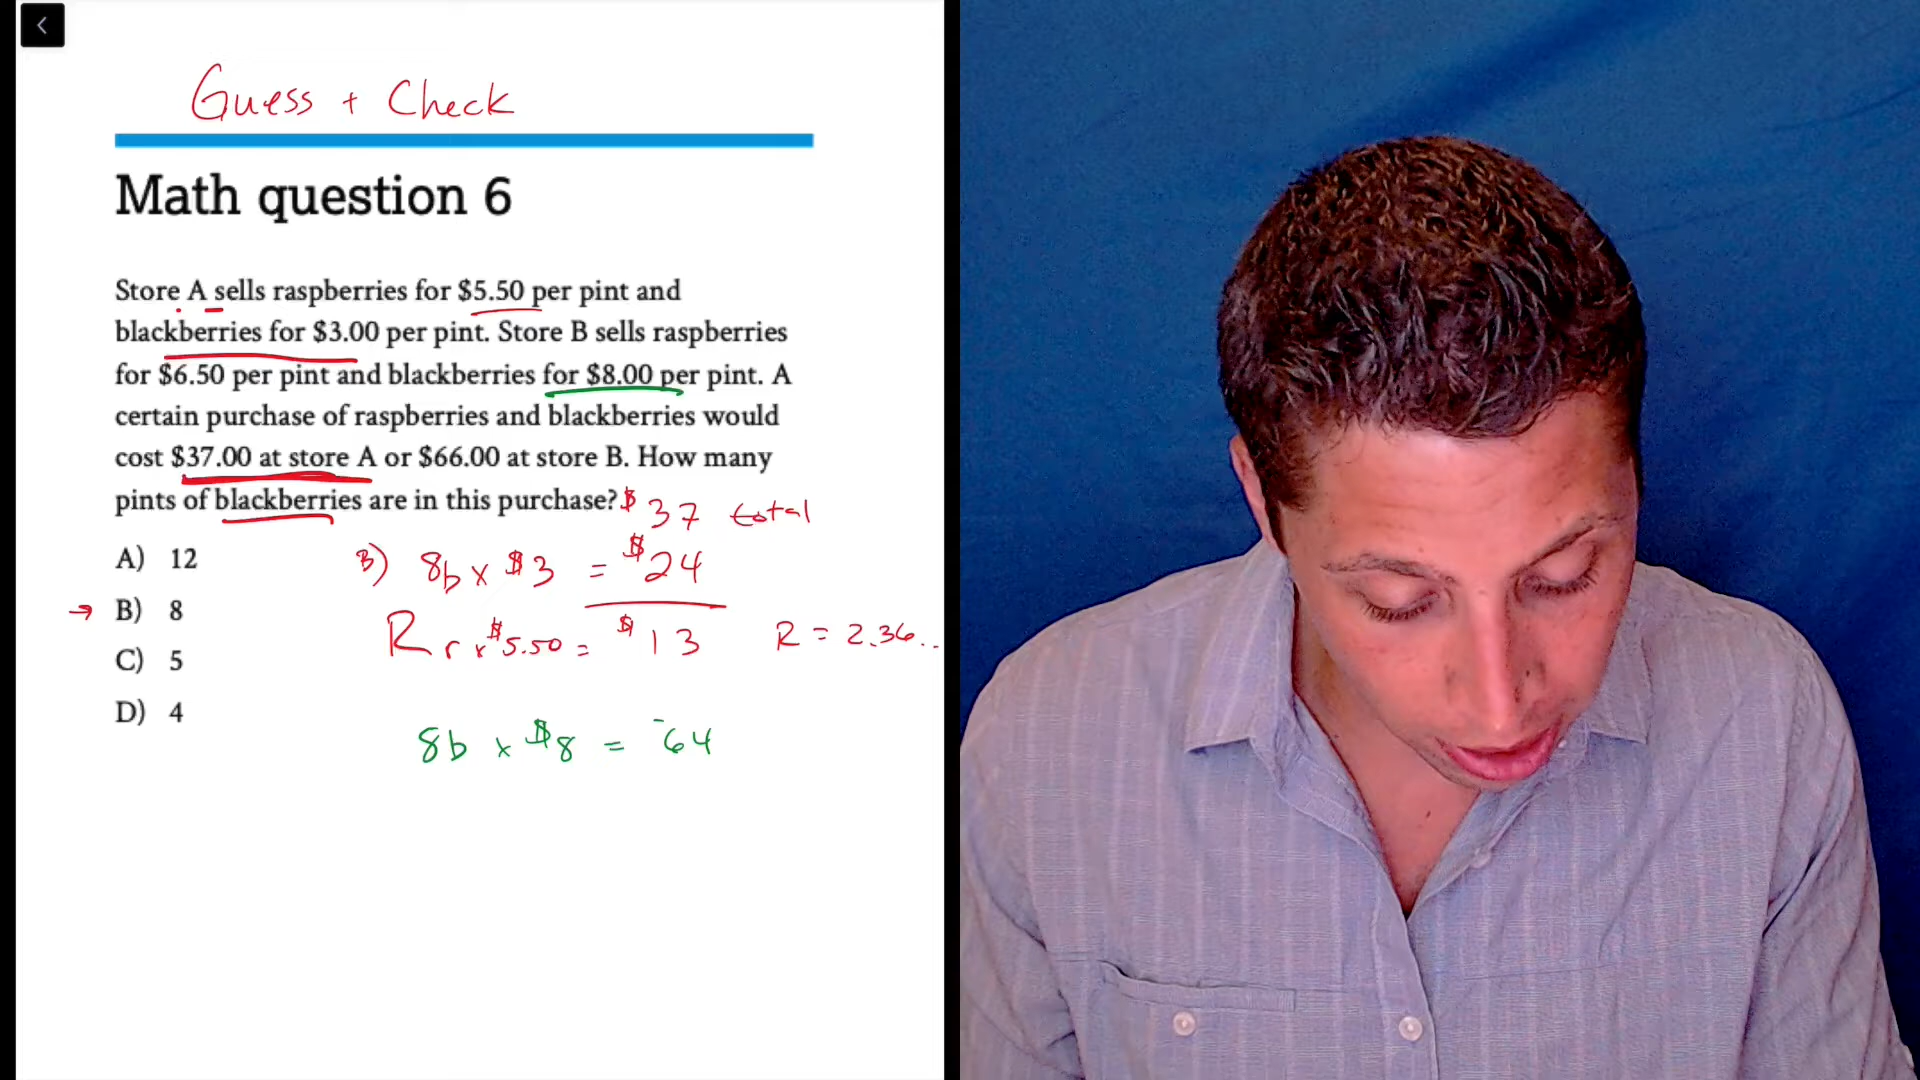 Guess + Check
Math question 6
Store A sells raspberries for $5.50 per pint and
blackberries for $3.00 per pint. Store B sells raspberries
for $6.50 per pint and blackberries for $8.00 per pint. A
certain purchase of raspberries and blackberries would
cost $37.00 at store A or $66.00 at store B. How many
pints of blackberries are in this purchase?
$37 total
A) 12
B) 8b x $3 = $24
→ B) 8
R r x $5.50 = $13 R = 2.36..
C) 5
D) 4
8b x $8 = 64